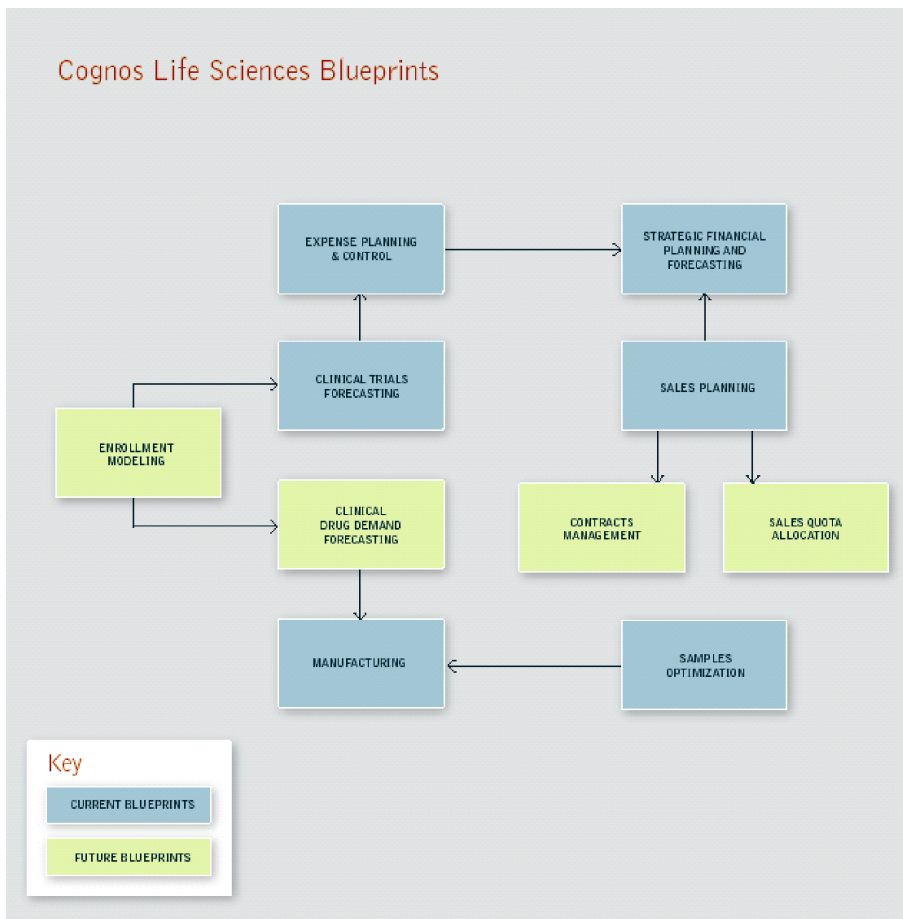 Cognos Life Sciences Blueprints
EXPENSE PLANNING
& CONTROL
STRATEGIC FINANCIAL
PLANNING AND
FORECASTING
CLINICAL TRIALS
FORECASTING
SALES PLANNING
ENROLLMENT
MODELING
CLINICAL
DRUG DEMAND
FORECASTING
CONTRACTS
MANAGEMENT
SALES QUOTA
ALLOCATION
MANUFACTURING
SAMPLES
OPTIMIZATION
Key
CURRENT BLUEPRINTS
FUTURE BLUEPRINTS